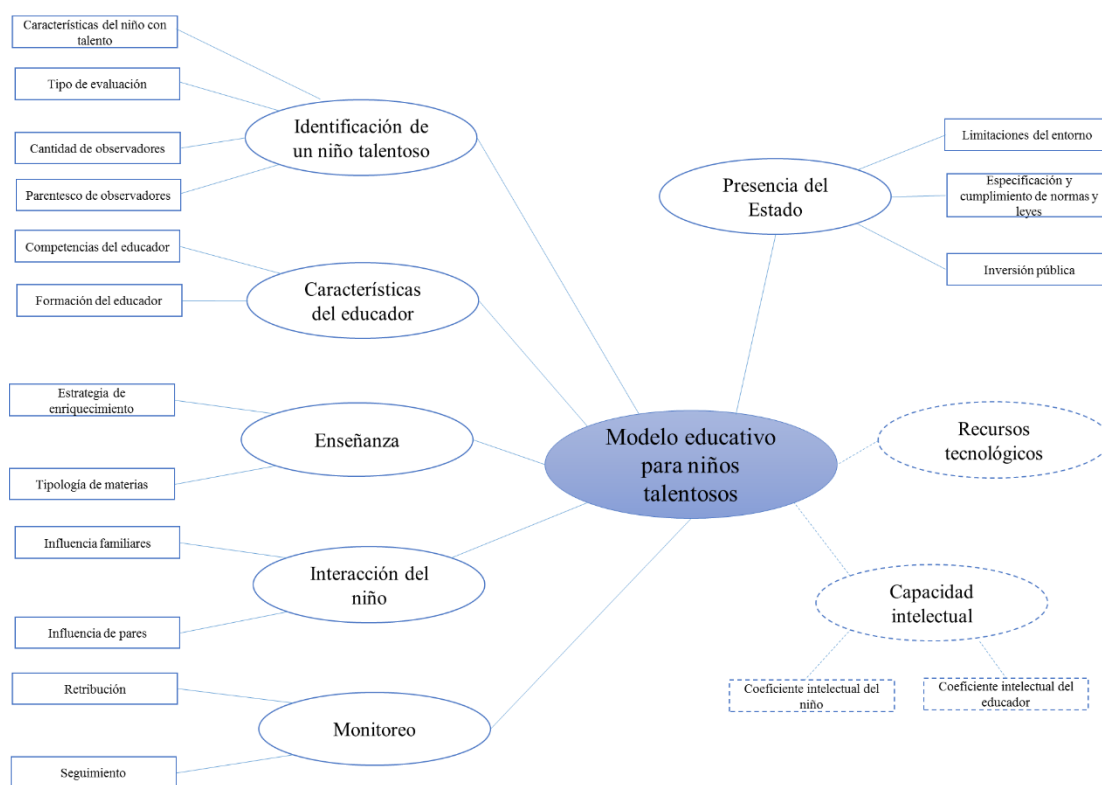 Características del niño con
talento
Tipo de evaluación
Cantidad de observadores
Parentesco de observadores
Identificación de
un niño talentoso
Competencias del educador
Formación del educador
Características
del educador
Estrategia de
enriquecimiento
Tipología de materias
Enseñanza
Influencia familiares
Influencia de pares
Interacción del
niño
Retribución
Seguimiento
Monitoreo
Modelo educativo
para niños
talentosos
Presencia del
Estado
Limitaciones del entorno
Especificación y
cumplimiento de normas y
leyes
Inversión pública
Recursos
tecnológicos
Capacidad
intelectual
Coeficiente intelectual del
niño
Coeficiente intelectual del
educador